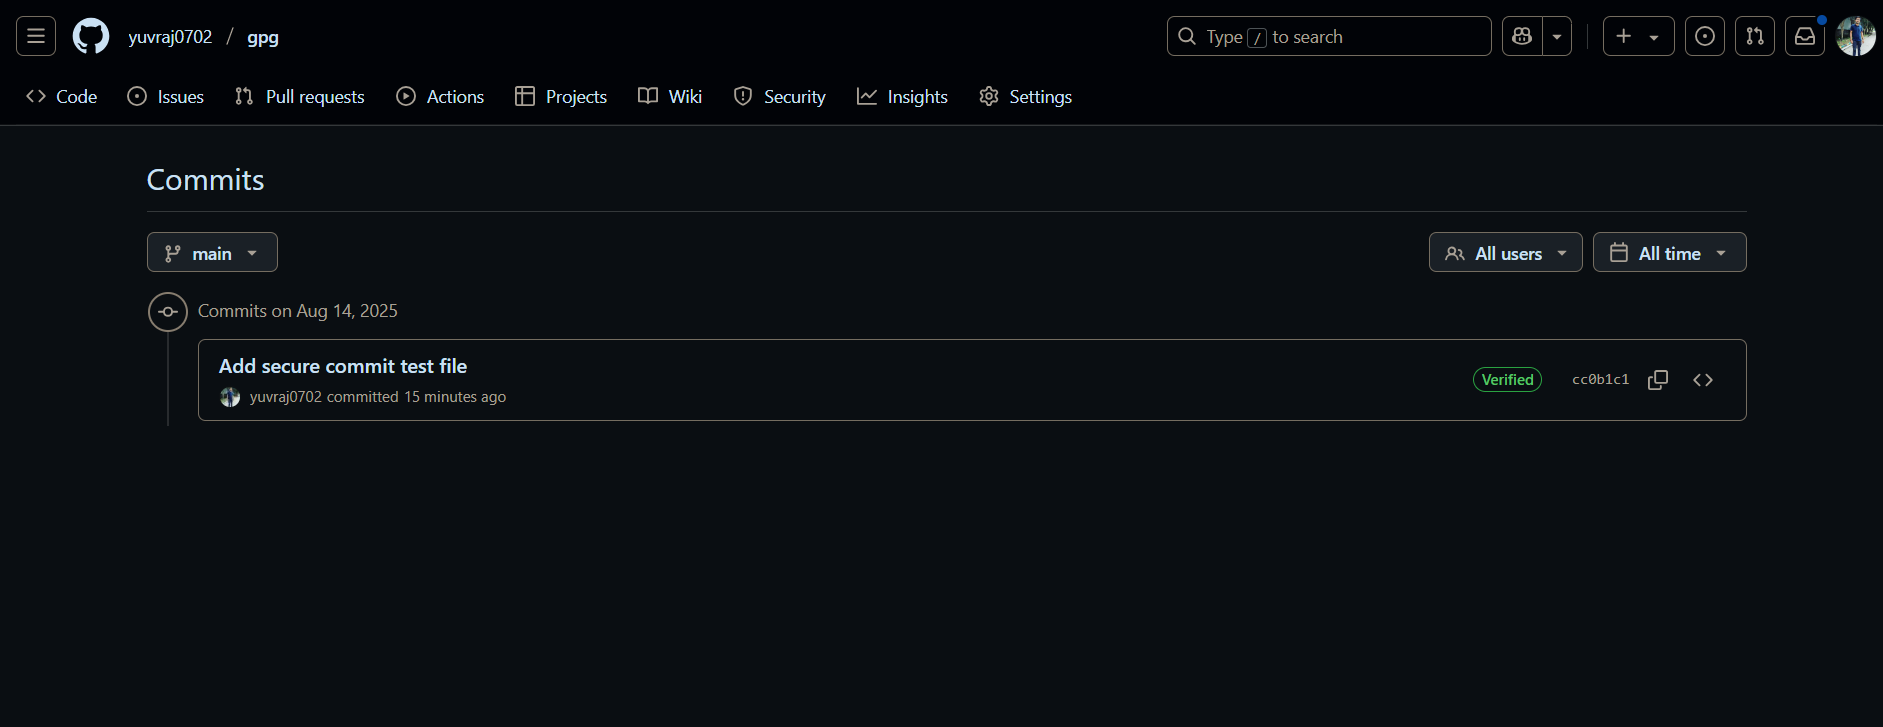 yuvraj0702 / gpg
Type / to search
Code Issues Pull requests Actions Projects Wiki Security Insights Settings
Commits
main
All users All time
Commits on Aug 14, 2025
Add secure commit test file
yuvraj0702 committed 15 minutes ago
Verified cc0b1c1